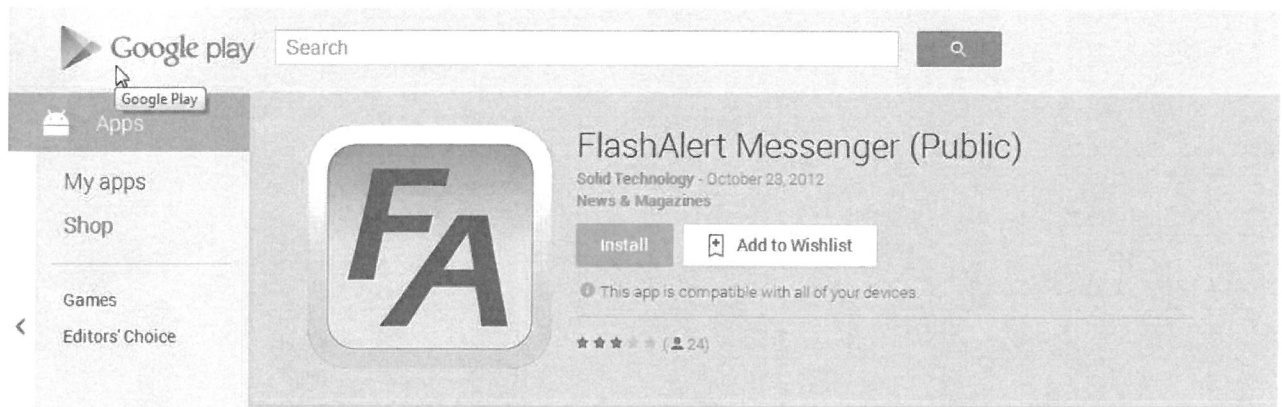 Google play
Search
Google Play
Apps
My apps
Shop
Games
Editors' Choice
FA
FlashAlert Messenger (Public)
Solid Technology - October 23, 2012
News & Magazines
Install
Add to Wishlist
This app is compatible with all of your devices.
(24)